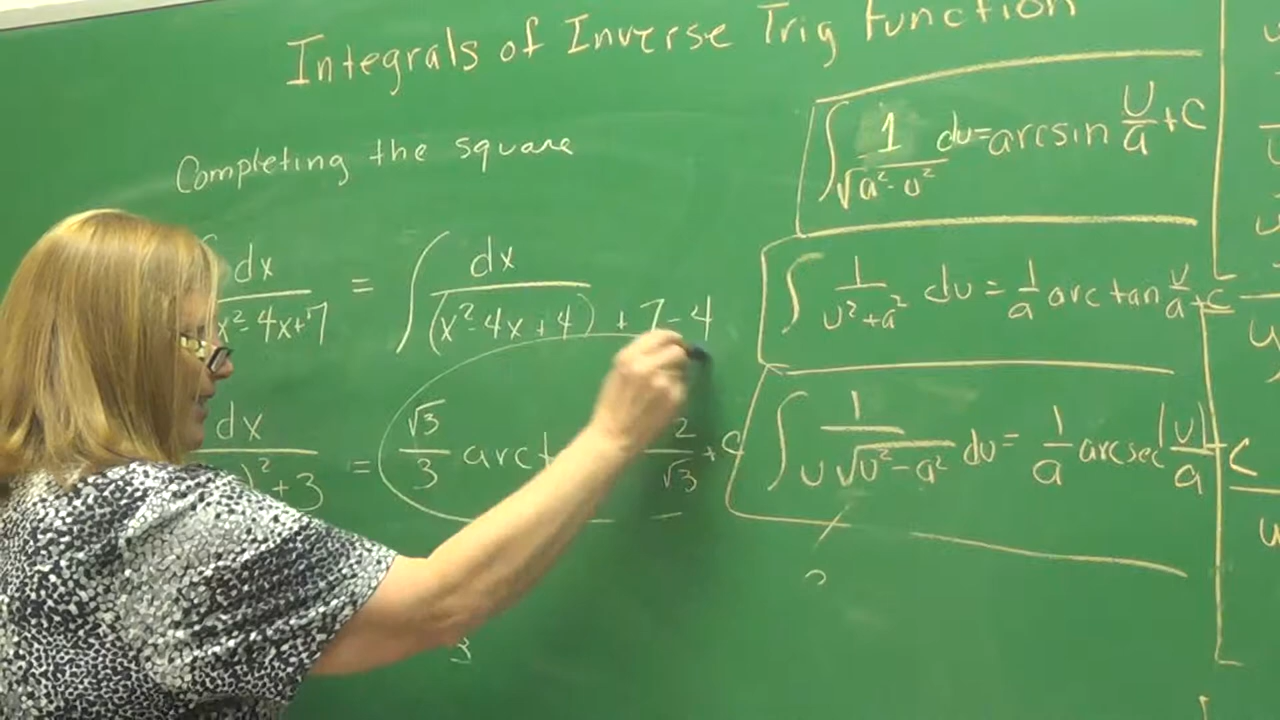 Integrals of Inverse Trig Function
Completing the square
dx/(x²-4x+7) = ∫ dx/((x²-4x+4)+7-4)
dx/()²+3 = √3/3 arct 2/√3 +C
3
∫ 1/√(a²-u²) du = arcsin u/a + C
∫ 1/(u²+a²) du = 1/a arctan u/a + C
∫ 1/(u√(u²-a²)) du = 1/a arcsec |u|/a + C